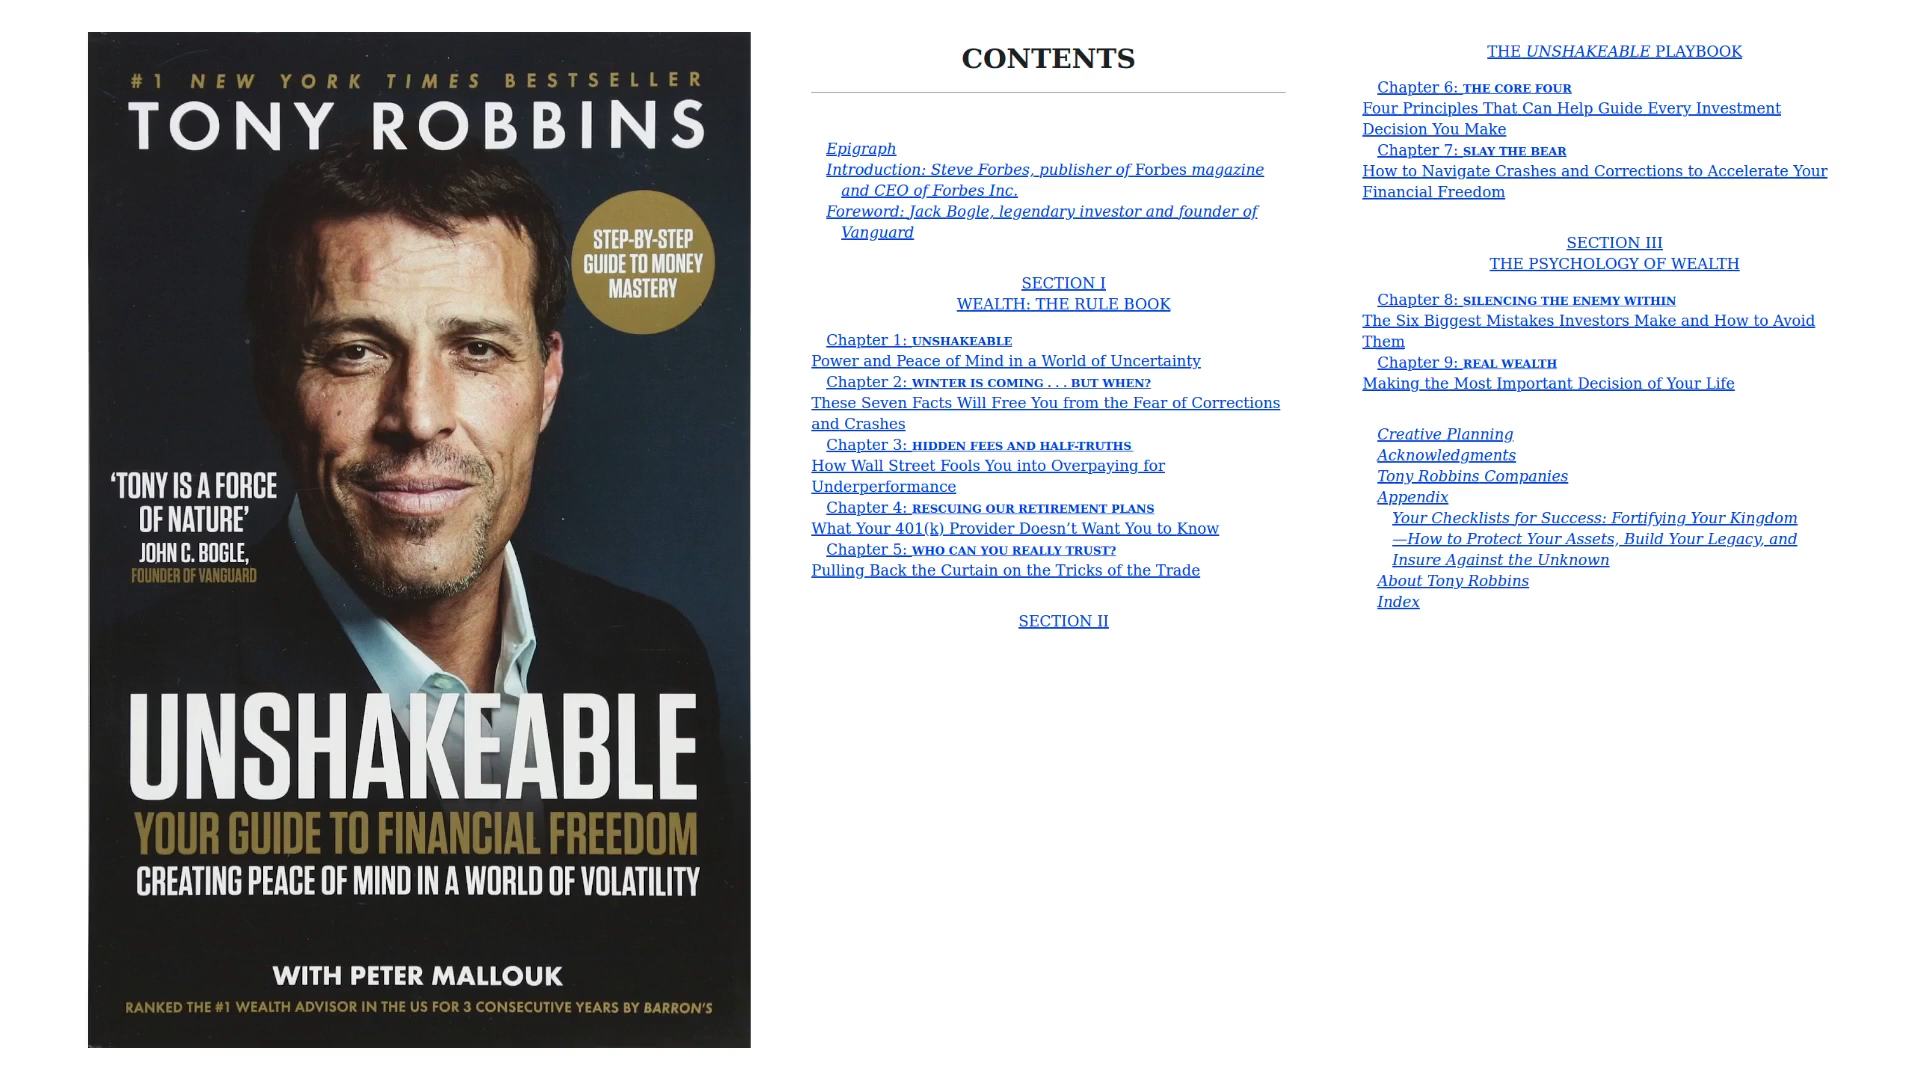 #1 NEW YORK TIMES BESTSELLER
TONY ROBBINS
STEP-BY-STEP
GUIDE TO MONEY
MASTERY
‘TONY IS A FORCE
OF NATURE’
JOHN C. BOGLE,
FOUNDER OF VANGUARD
UNSHAKEABLE
YOUR GUIDE TO FINANCIAL FREEDOM
CREATING PEACE OF MIND IN A WORLD OF VOLATILITY
WITH PETER MALLOUK
RANKED THE #1 WEALTH ADVISOR IN THE US FOR 3 CONSECUTIVE YEARS BY BARRON'S
CONTENTS
Epigraph
Introduction: Steve Forbes, publisher of Forbes magazine
and CEO of Forbes Inc.
Foreword: Jack Bogle, legendary investor and founder of
Vanguard
SECTION I
WEALTH: THE RULE BOOK
Chapter 1: UNSHAKEABLE
Power and Peace of Mind in a World of Uncertainty
Chapter 2: WINTER IS COMING . . . BUT WHEN?
These Seven Facts Will Free You from the Fear of Corrections
and Crashes
Chapter 3: HIDDEN FEES AND HALF-TRUTHS
How Wall Street Fools You into Overpaying for
Underperformance
Chapter 4: RESCUING OUR RETIREMENT PLANS
What Your 401(k) Provider Doesn’t Want You to Know
Chapter 5: WHO CAN YOU REALLY TRUST?
Pulling Back the Curtain on the Tricks of the Trade
SECTION II
THE UNSHAKEABLE PLAYBOOK
Chapter 6: THE CORE FOUR
Four Principles That Can Help Guide Every Investment
Decision You Make
Chapter 7: SLAY THE BEAR
How to Navigate Crashes and Corrections to Accelerate Your
Financial Freedom
SECTION III
THE PSYCHOLOGY OF WEALTH
Chapter 8: SILENCING THE ENEMY WITHIN
The Six Biggest Mistakes Investors Make and How to Avoid
Them
Chapter 9: REAL WEALTH
Making the Most Important Decision of Your Life
Creative Planning
Acknowledgments
Tony Robbins Companies
Appendix
Your Checklists for Success: Fortifying Your Kingdom
—How to Protect Your Assets, Build Your Legacy, and
Insure Against the Unknown
About Tony Robbins
Index